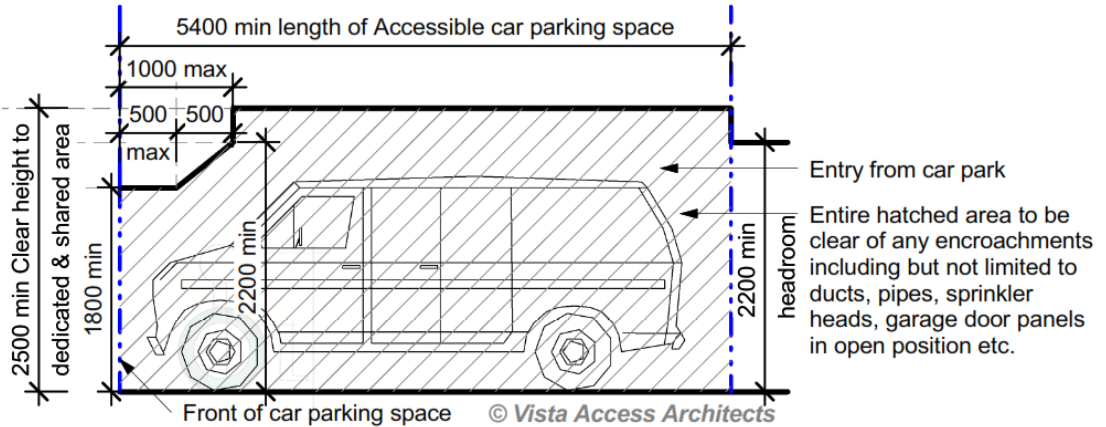 5400 min length of Accessible car parking space
1000 max
500 500
max
2500 min Clear height to
dedicated & shared area
1800 min
2200 min
2200 min
headroom
Entry from car park
Entire hatched area to be
clear of any encroachments
including but not limited to
ducts, pipes, sprinkler
heads, garage door panels
in open position etc.
Front of car parking space
© Vista Access Architects